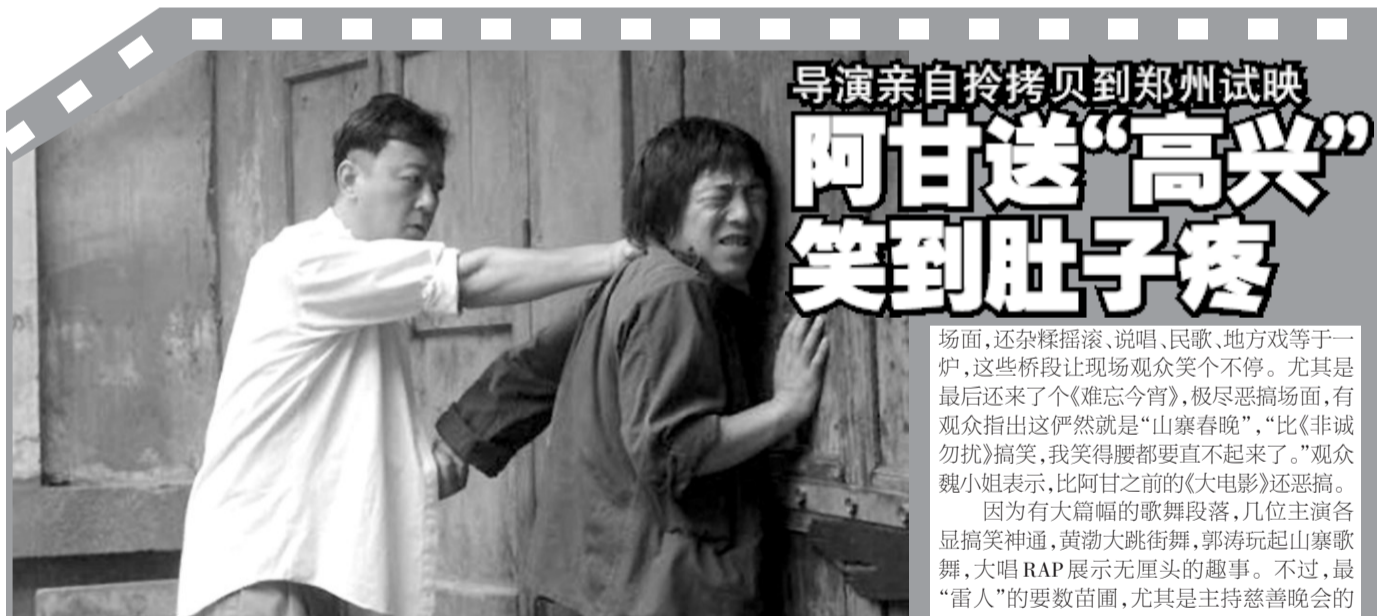 导演亲自拎拷贝到郑州试映
阿甘送“高兴”
笑到肚子疼
场面,还杂糅摇滚、说唱、民歌、地方戏等于一
炉,这些桥段让现场观众笑个不停。尤其是
最后还来了个《难忘今宵》,极尽恶搞场面,有
观众指出这俨然就是“山寨春晚”,“比《非诚
勿扰》搞笑,我笑得腰都要直不起来了。”观众
魏小姐表示,比阿甘之前的《大电影》还恶搞。
因为有大篇幅的歌舞段落,几位主演各
显搞笑神通,黄渤大跳街舞,郭涛玩起山寨歌
舞,大唱RAP展示无厘头的趣事。不过,最
“雷人”的要数苗圃,尤其是主持慈善晚会的